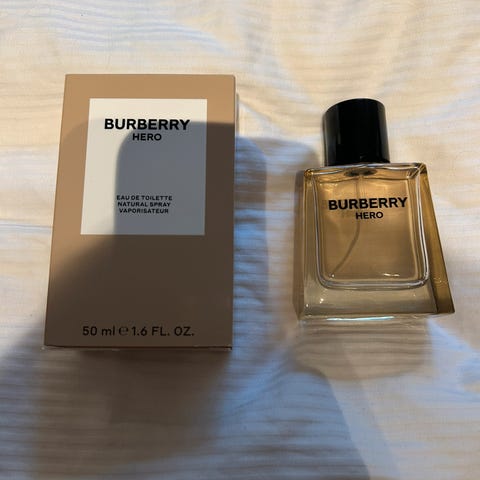 BURBERRY
HERO
EAU DE TOILETTE
NATURAL SPRAY
VAPORISATEUR
50 ml ℮ 1.6 FL. OZ.
BURBERRY
HERO